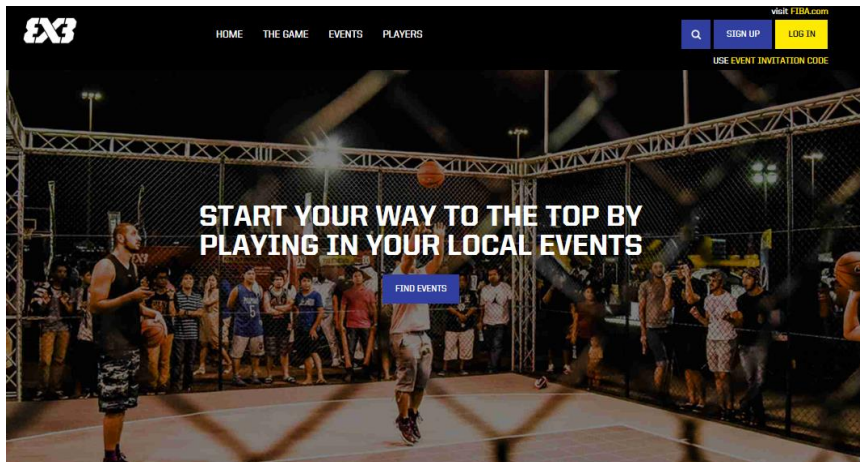 visit FIBA.com
3X3
HOME THE GAME EVENTS PLAYERS
SIGN UP
LOG IN
USE EVENT INVITATION CODE
START YOUR WAY TO THE TOP BY
PLAYING IN YOUR LOCAL EVENTS
FIND EVENTS